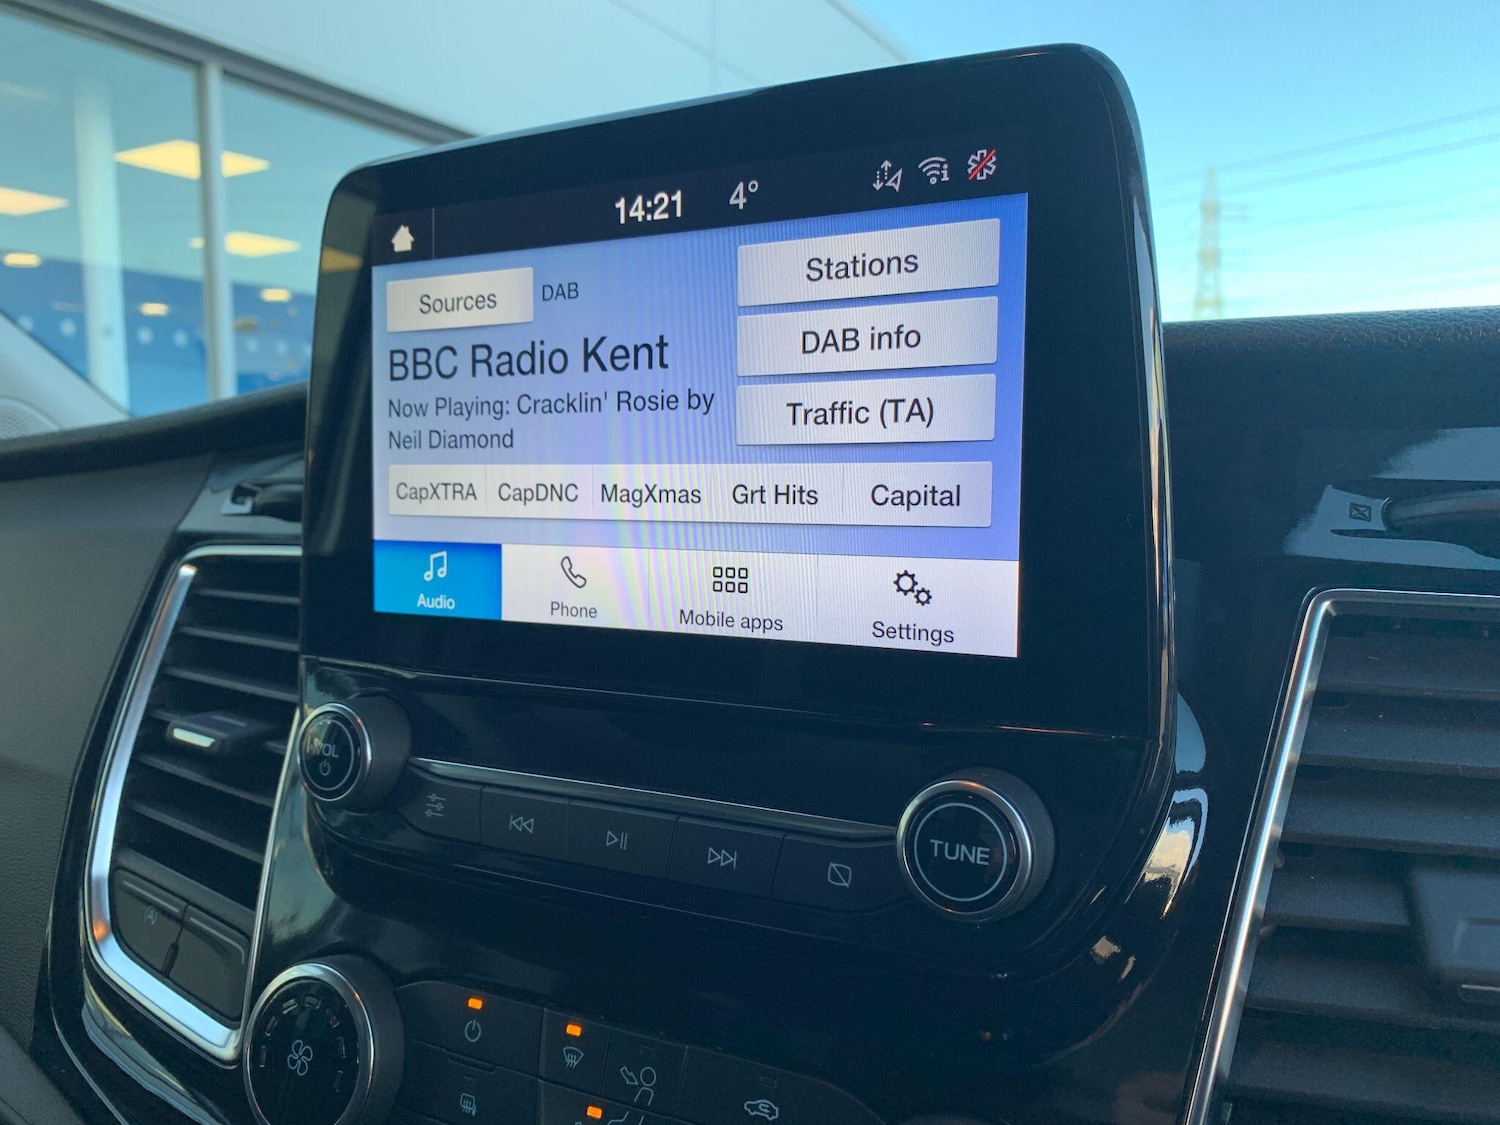 14:21 4°
Sources DAB
Stations
BBC Radio Kent
DAB info
Now Playing: Cracklin' Rosie by
Neil Diamond
Traffic (TA)
CapXTRA CapDNC MagXmas Grt Hits Capital
Audio Phone Mobile apps Settings
VOL
TUNE